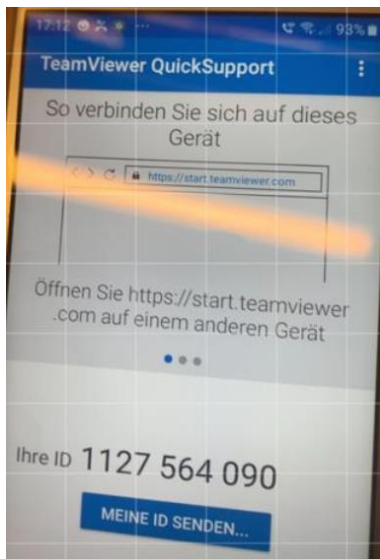 17:12 93%
TeamViewer QuickSupport
So verbinden Sie sich auf dieses
Gerät
https://start.teamviewer.com
Öffnen Sie https://start.teamviewer
.com auf einem anderen Gerät
Ihre ID 1127 564 090
MEINE ID SENDEN...